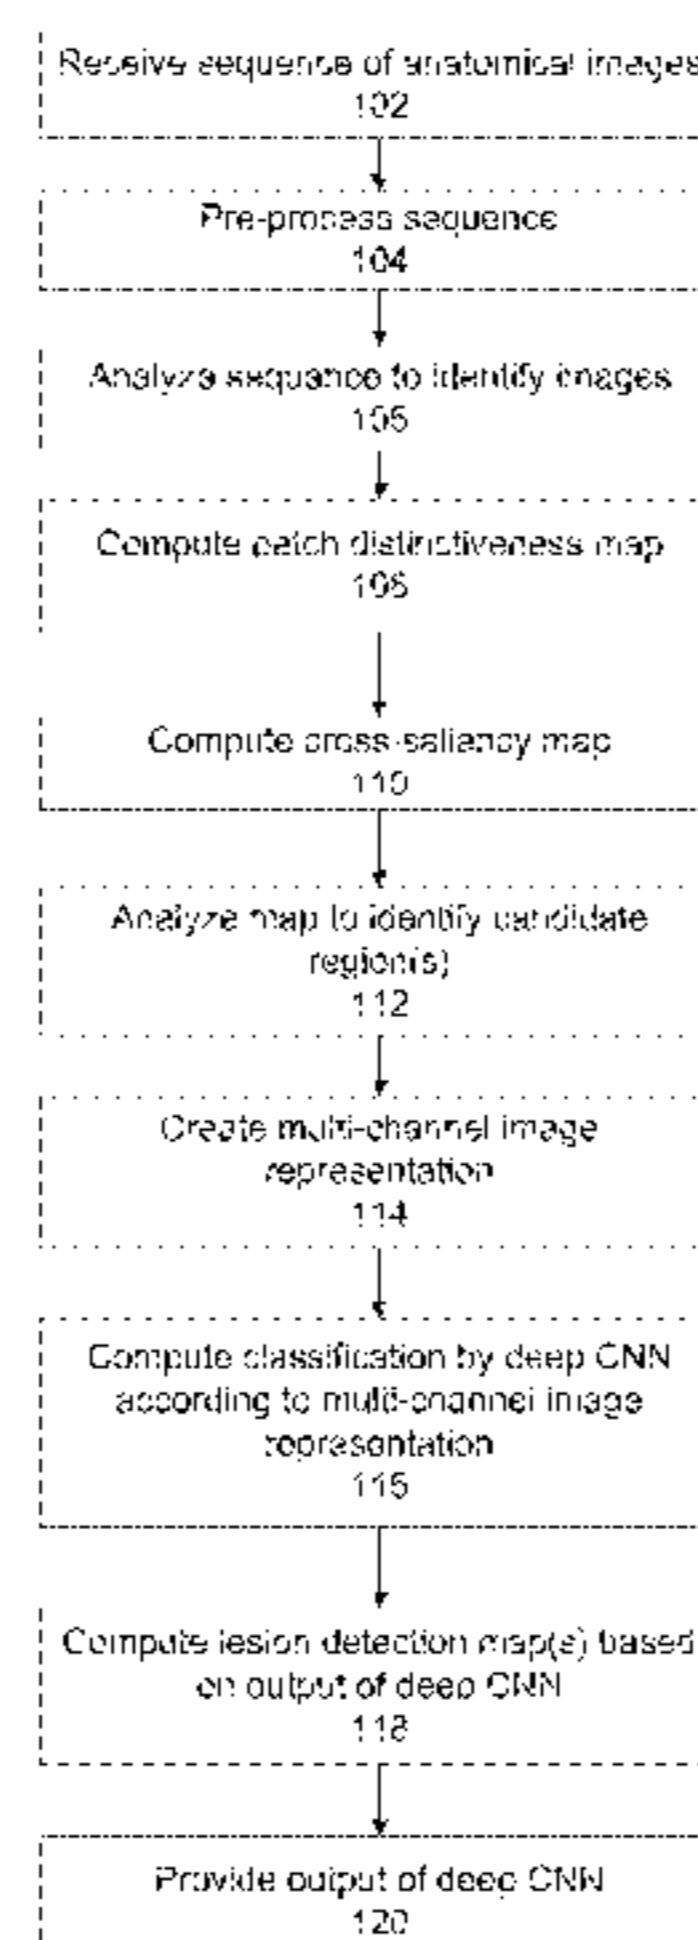 Receive sequence of anatomical images
102
Pre-process sequence
104
Analyze sequence to identify images
106
Compute patch distinctiveness map
108
Compute cross-saliency map
110
Analyze map to identify candidate
region(s)
112
Create multi-channel image
representation
114
Compute classification by deep CNN
according to multi-channel image
representation
116
Compute lesion detection map(s) based
on output of deep CNN
118
Provide output of deep CNN
120